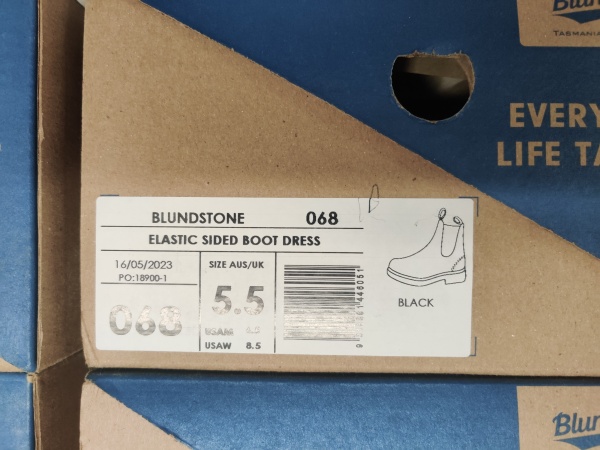 TASMANIA
EVERY
LIFE
BLUNDSTONE 068
ELASTIC SIDED BOOT DRESS
16/05/2023
PO:18900-1
068
SIZE AUS/UK
5.5
USAM
USAW 8.5
BLACK